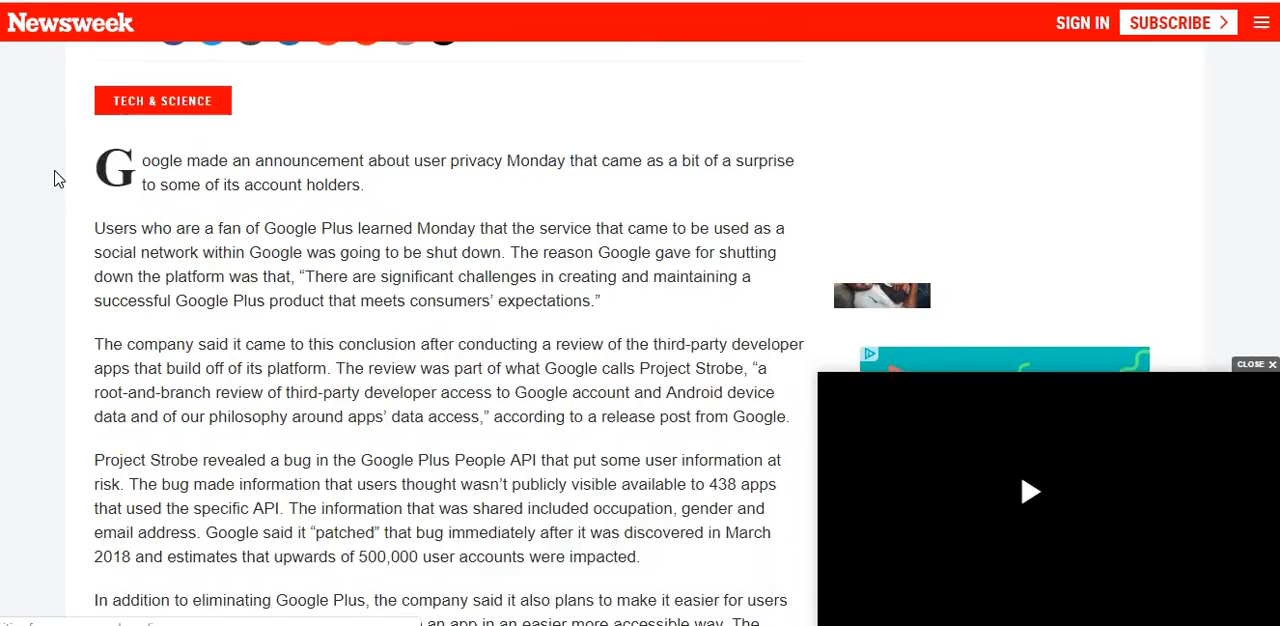 Newsweek
SIGN IN
SUBSCRIBE
TECH & SCIENCE
Google made an announcement about user privacy Monday that came as a bit of a surprise
to some of its account holders.
Users who are a fan of Google Plus learned Monday that the service that came to be used as a
social network within Google was going to be shut down. The reason Google gave for shutting
down the platform was that, “There are significant challenges in creating and maintaining a
successful Google Plus product that meets consumers’ expectations.”
The company said it came to this conclusion after conducting a review of the third-party developer
apps that build off of its platform. The review was part of what Google calls Project Strobe, “a
root-and-branch review of third-party developer access to Google account and Android device
data and of our philosophy around apps’ data access,” according to a release post from Google.
CLOSE X
Project Strobe revealed a bug in the Google Plus People API that put some user information at
risk. The bug made information that users thought wasn’t publicly visible available to 438 apps
that used the specific API. The information that was shared included occupation, gender and
email address. Google said it “patched” that bug immediately after it was discovered in March
2018 and estimates that upwards of 500,000 user accounts were impacted.
In addition to eliminating Google Plus, the company said it also plans to make it easier for users
an app in an easier more accessible way. The